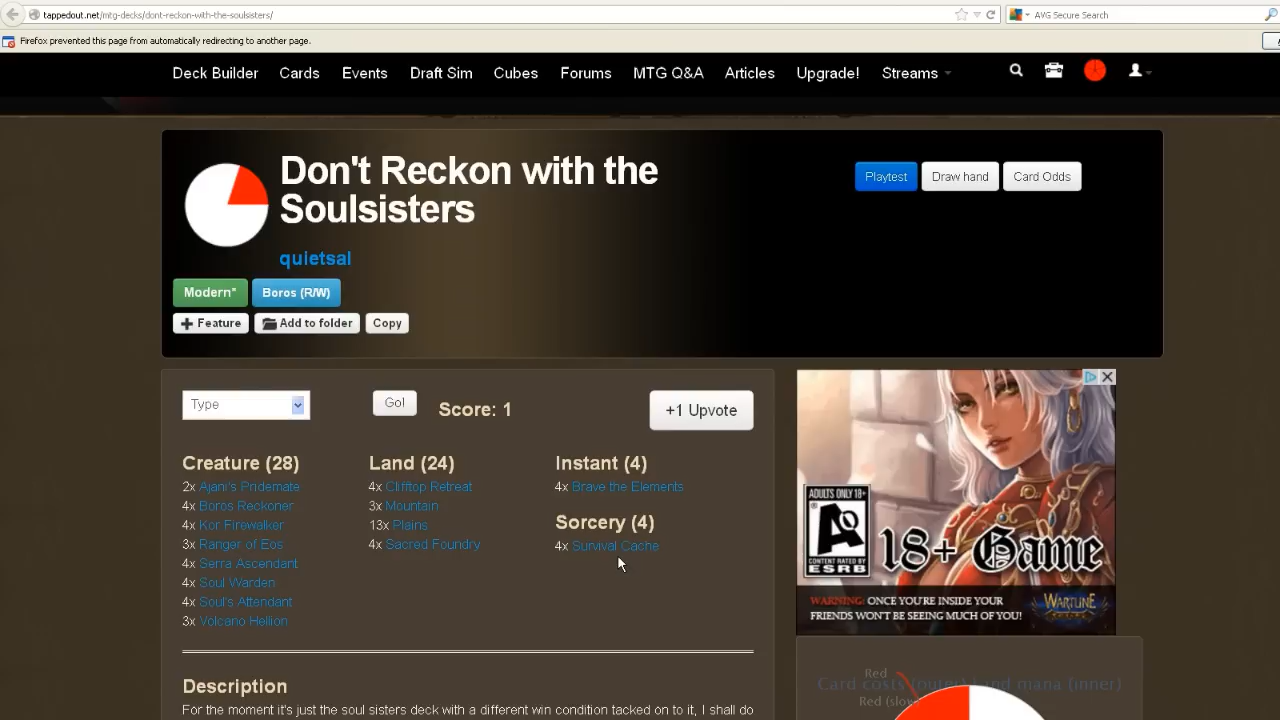 tappedout.net/mtg-decks/dont-reckon-with-the-soulsisters/
AVG Secure Search
Firefox prevented this page from automatically redirecting to another page.
Deck Builder Cards Events Draft Sim Cubes Forums MTG Q&A Articles Upgrade! Streams
Don't Reckon with the
Soulsisters
Playtest Draw hand Card Odds
quietsal
Modern* Boros (R/W)
Feature Add to folder Copy
Type Go! Score: 1 +1 Upvote
Creature (28)
2x Ajani's Pridemate
4x Boros Reckoner
4x Kor Firewalker
3x Ranger of Eos
4x Serra Ascendant
4x Soul Warden
4x Soul's Attendant
3x Volcano Hellion
Land (24)
4x Clifftop Retreat
3x Mountain
13x Plains
4x Sacred Foundry
Instant (4)
4x Brave the Elements
Sorcery (4)
4x Survival Cache
ADULTS ONLY 18+
AO
CONTENT RATED BY
ESRB
18+ Game
WARNING: ONCE YOU'RE INSIDE YOUR
FRIENDS WON'T BE SEEING MUCH OF YOU!
WARTUNE
Description
For the moment it's just the soul sisters deck with a different win condition tacked on to it, I shall do
Red
Card costs (outer) and mana (inner)
Red (slow